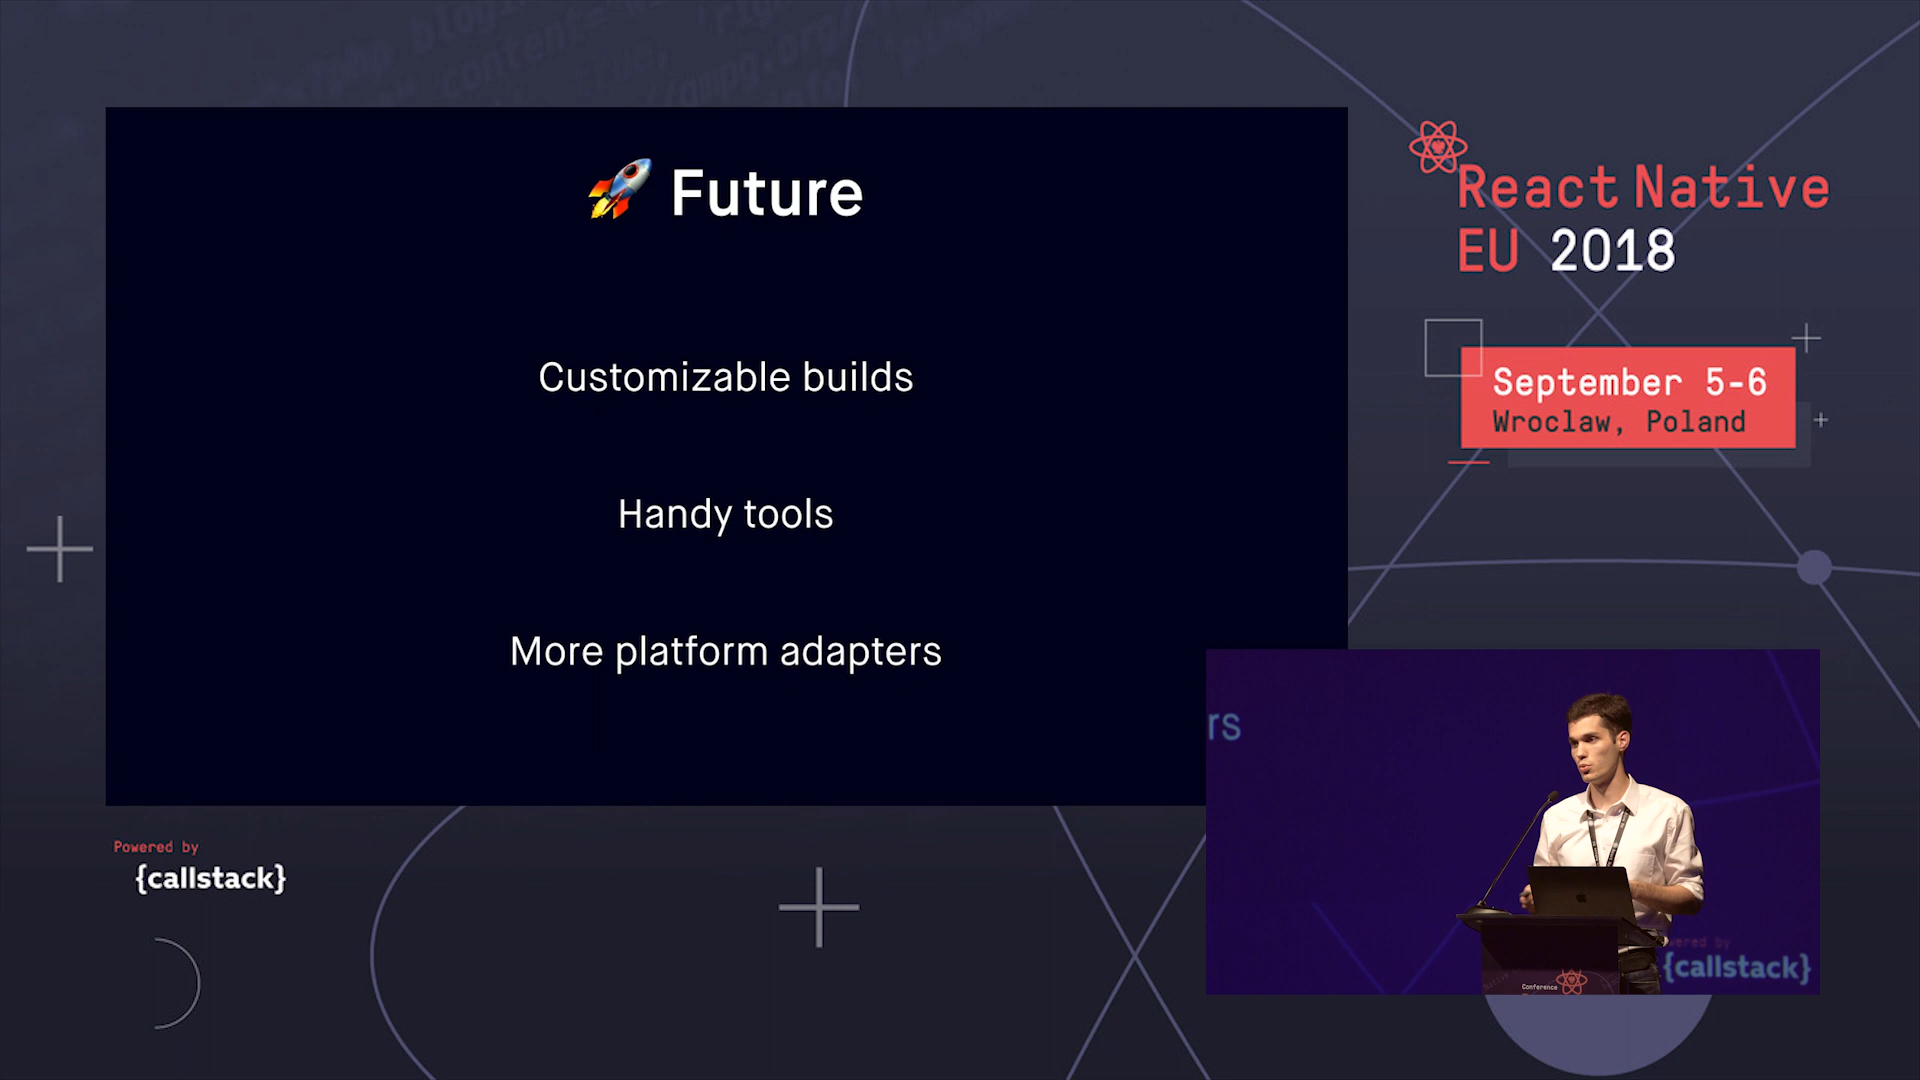 🚀 Future
Customizable builds
Handy tools
More platform adapters
React Native
EU 2018
September 5-6
Wroclaw, Poland
Powered by
{callstack}
rs
{callstack}
Conference